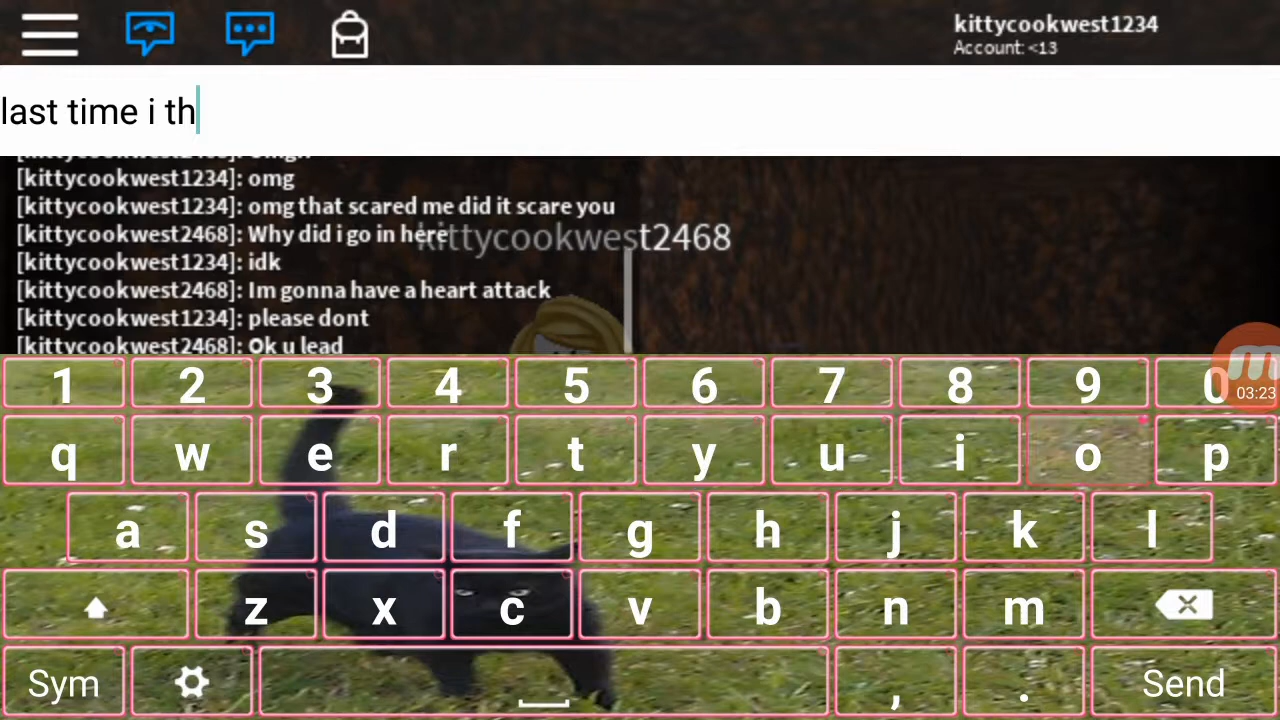 kittycookwest1234
Account: <13
last time i th
[kittycookwest1234]: omg
[kittycookwest1234]: omg that scared me did it scare you
[kittycookwest2468]: Why did i go in here
kittycookwest2468
[kittycookwest1234]: idk
[kittycookwest2468]: Im gonna have a heart attack
[kittycookwest1234]: please dont
[kittycookwest2468]: Ok u lead
1 2 3 4 5 6 7 8 9 0
03:23
q w e r t y u i o p
a s d f g h j k l
z x c v b n m
Sym , . Send